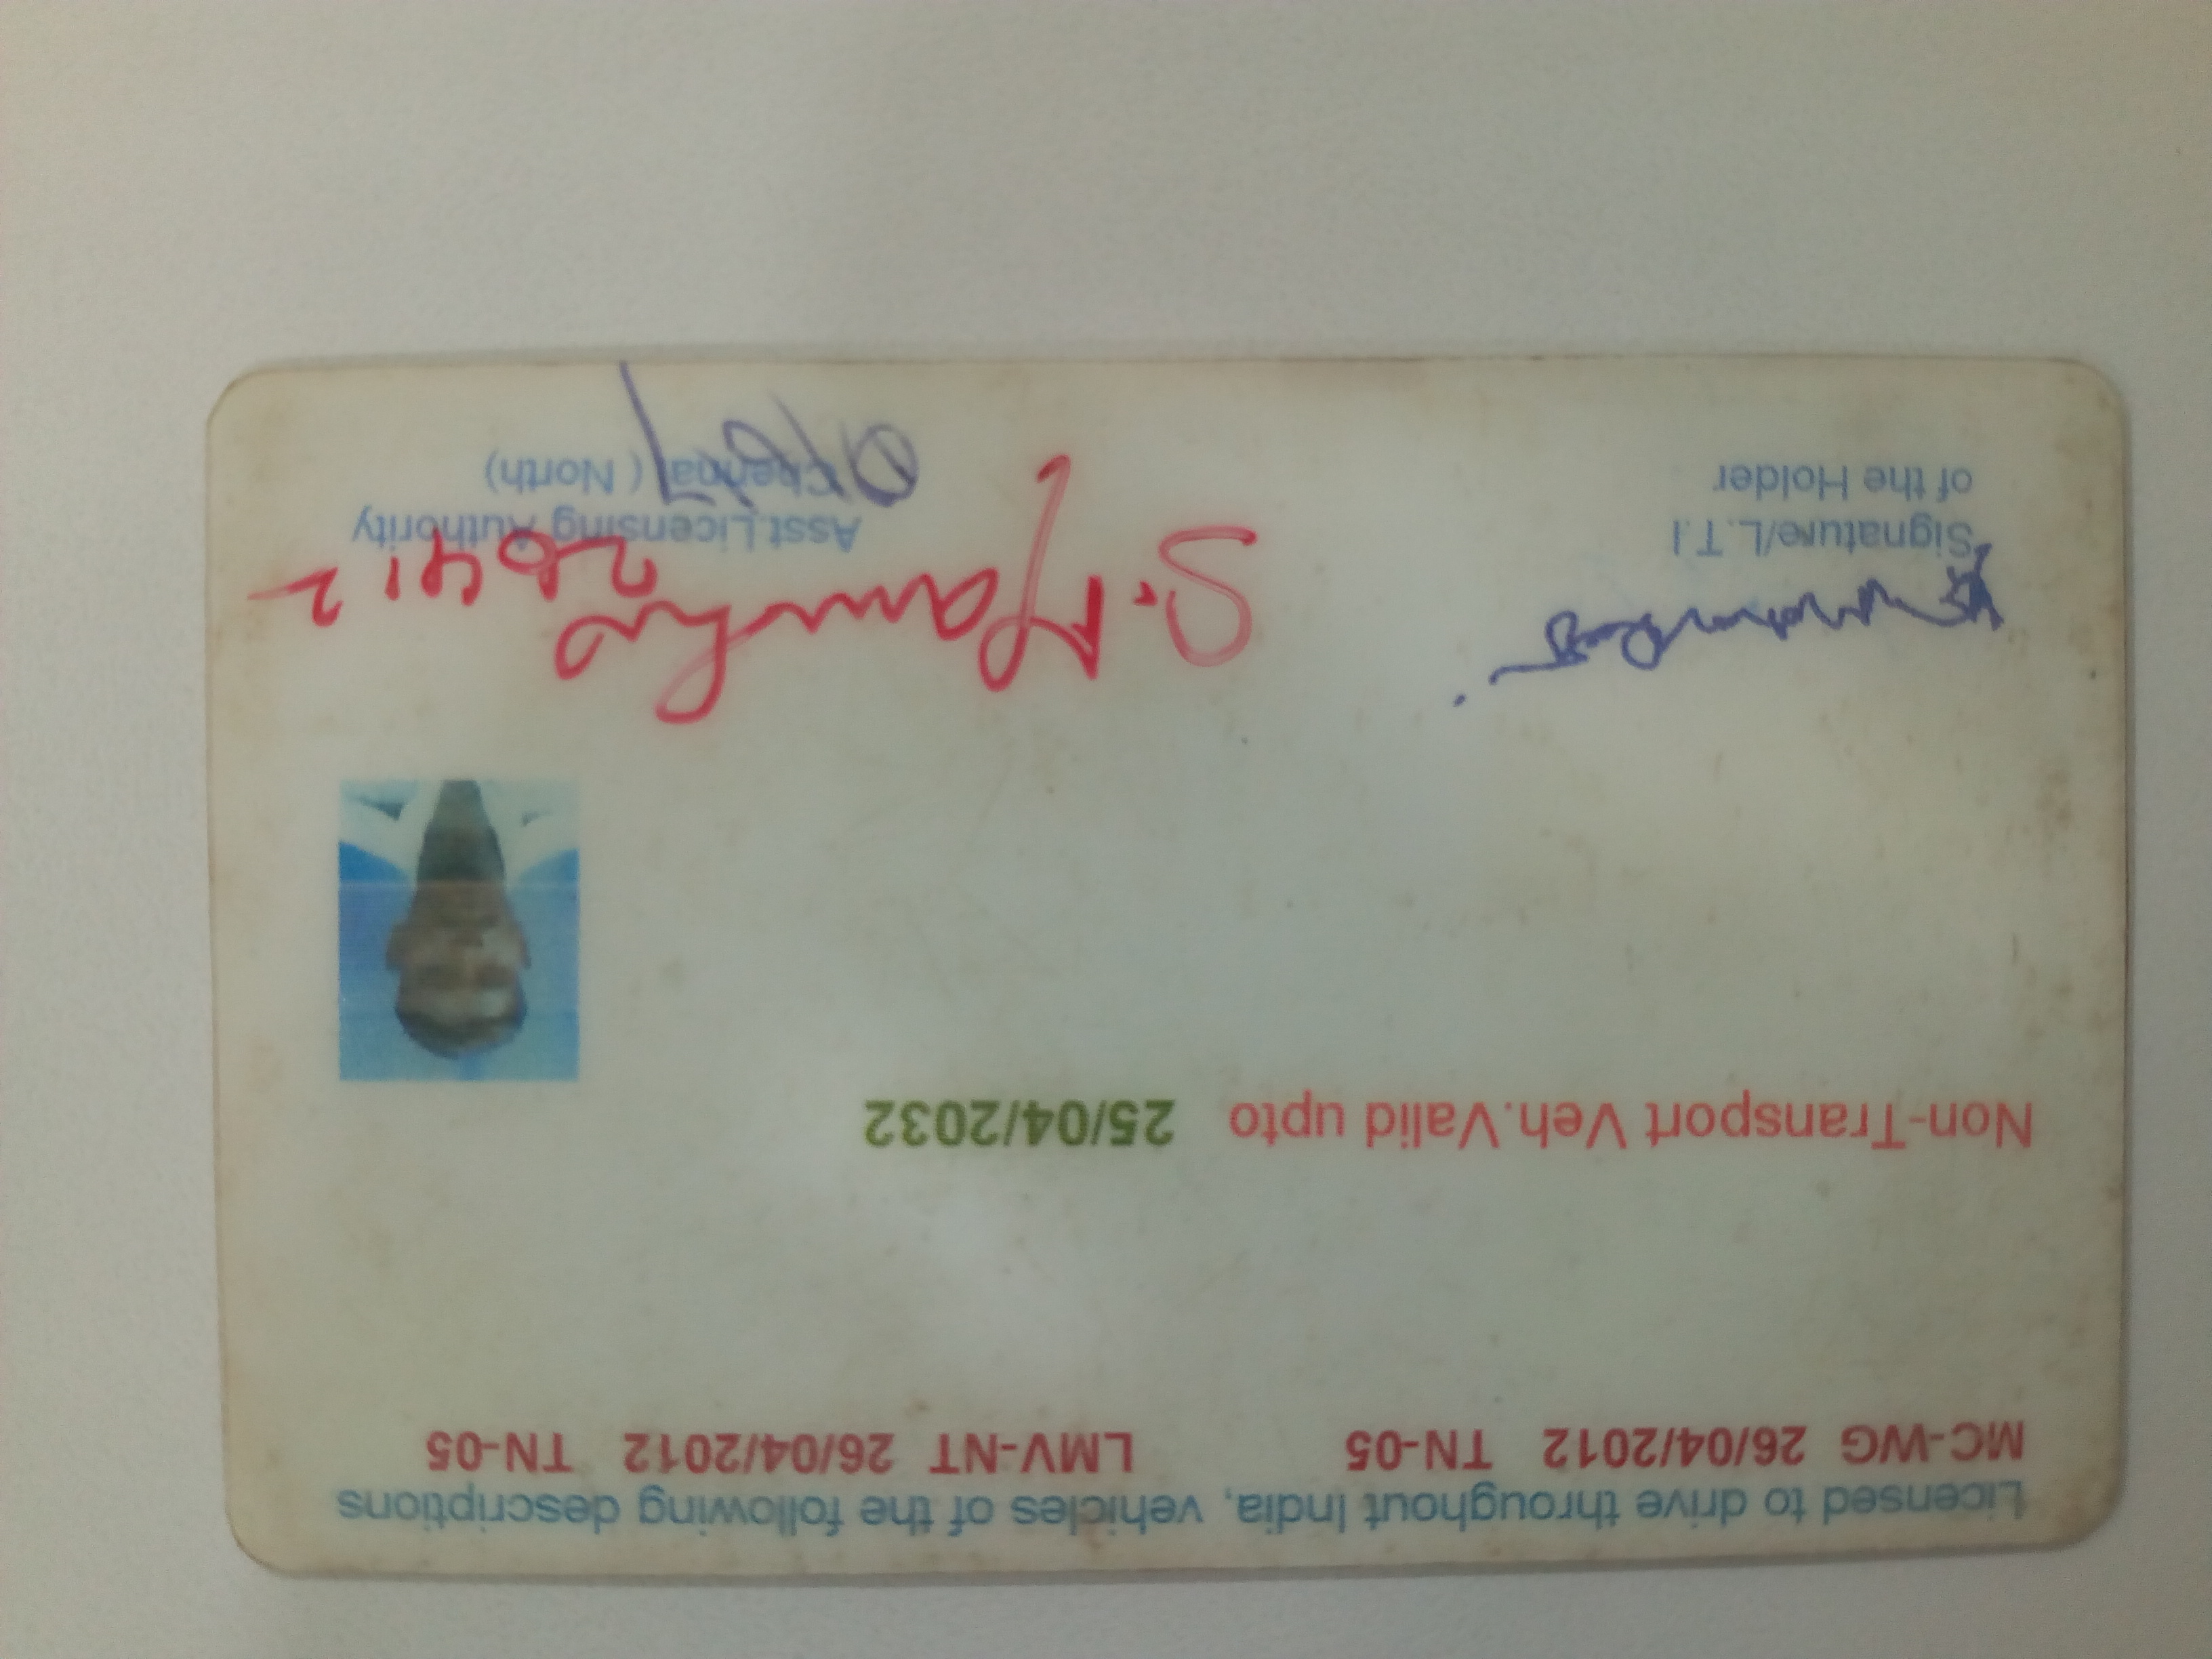 Licensed to drive throughout India, vehicles of the following descriptions
MC-WG 26/04/2012 TN-05 LMV-NT 26/04/2012 TN-05
Non-Transport Veh.Valid upto 25/04/2032
Signature/L.T.I
of the Holder
Asst.Licensing Authority
Chennai (North)